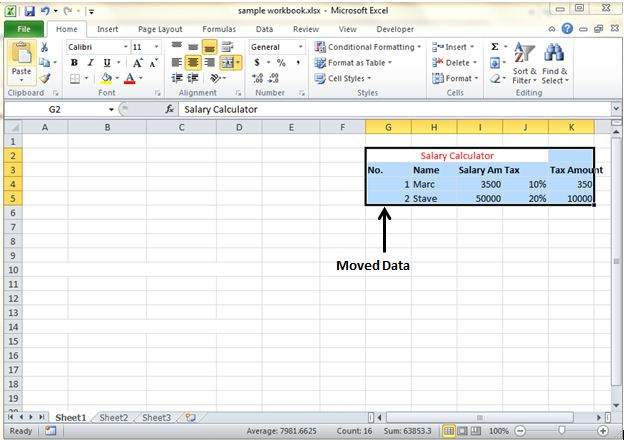 sample workbook.xlsx - Microsoft Excel
File Home Insert Page Layout Formulas Data Review View Developer
Calibri 11 General Conditional Formatting Insert Σ
Paste B I U A A $ % , Format as Table Delete Sort & Find &
A Cell Styles Format Filter Select
Clipboard Font Alignment Number Styles Cells Editing
G2 fx Salary Calculator
A B C D E F G H I J K
1
2 Salary Calculator
3 No. Name Salary Am Tax Tax Amount
4 1 Marc 3500 10% 350
5 2 Stave 50000 20% 10000
6
7
8
9
10 Moved Data
11
12
13
14
15
16
17
18
19
20
Sheet1 Sheet2 Sheet3
Ready Average: 7981.6625 Count: 16 Sum: 63853.3 100%